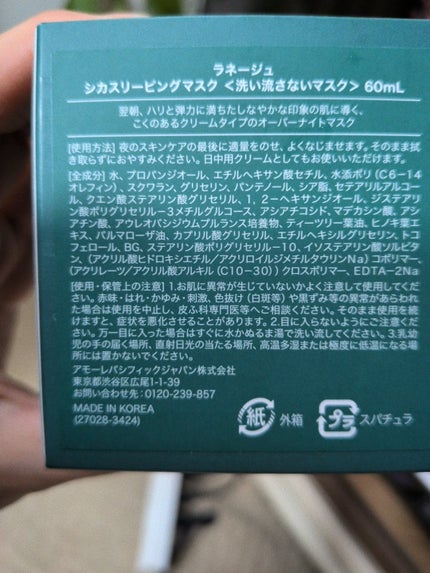 ラネージュ
シカスリーピングマスク <洗い流さないマスク> 60mL
翌朝、ハリと弾力に満ちたしなやかな印象の肌に導く、
こくのあるクリームタイプのオーバーナイトマスク
[使用方法] 夜のスキンケアの最後に適量をのせ、よくなじませます。そのまま拭
き取らずにおやすみください。日中用クリームとしてもお使いいただけます。
[全成分] 水、プロパンジオール、エチルヘキサン酸セチル、水添ポリ(C6-14
オレフィン)、スクワラン、グリセリン、パンテノール、シア脂、セテアリルアルコー
ル、クエン酸ステアリン酸グリセリル、1,2-ヘキサンジオール、ジステアリ
ン酸ポリグリセリル-3メチルグルコース、アシアチコシド、マデカシン酸、アシ
アチン酸、アウレオバシジウムプルランス培養物、ティーツリー葉油、レンギョウエ
キス、パルマローザ油、カプリル酸グリセリル、エチルヘキシルグリセリン、トコ
フェロール、BG、ステアリン酸ポリグリセリル-10、イソステアリン酸ソルビタ
ン、(アクリル酸ヒドロキシエチル/アクリロイルジメチルタウリンNa)コポリマー、
(アクリレーツ/アクリル酸アルキル(C10-30))クロスポリマー、EDTA-2Na
[使用・保管上の注意] 1.お肌に異常が生じていないかよく注意して使用してくだ
さい。赤味・はれ・かゆみ・刺激、色抜け(白斑等)や黒ずみ等の異常があらわれ
た場合は使用を中止し、皮ふ科専門医等へご相談ください。そのまま使用を続
けますと、症状を悪化させることがあります。2.目に入らないようにご注意くださ
い。万一目に入った場合はすぐに水かぬるま湯で洗い流してください。3.乳幼
児の手の届く場所、直射日光の当たる場所、高温多湿または極度に低温になる場
所には置かないでください。
アモーレパシフィックジャパン株式会社
東京都渋谷区広尾1-1-39
お問い合わせ先:0120-239-857
MADE IN KOREA
(27028-3424)
紙 外箱 プラ スパチュラ